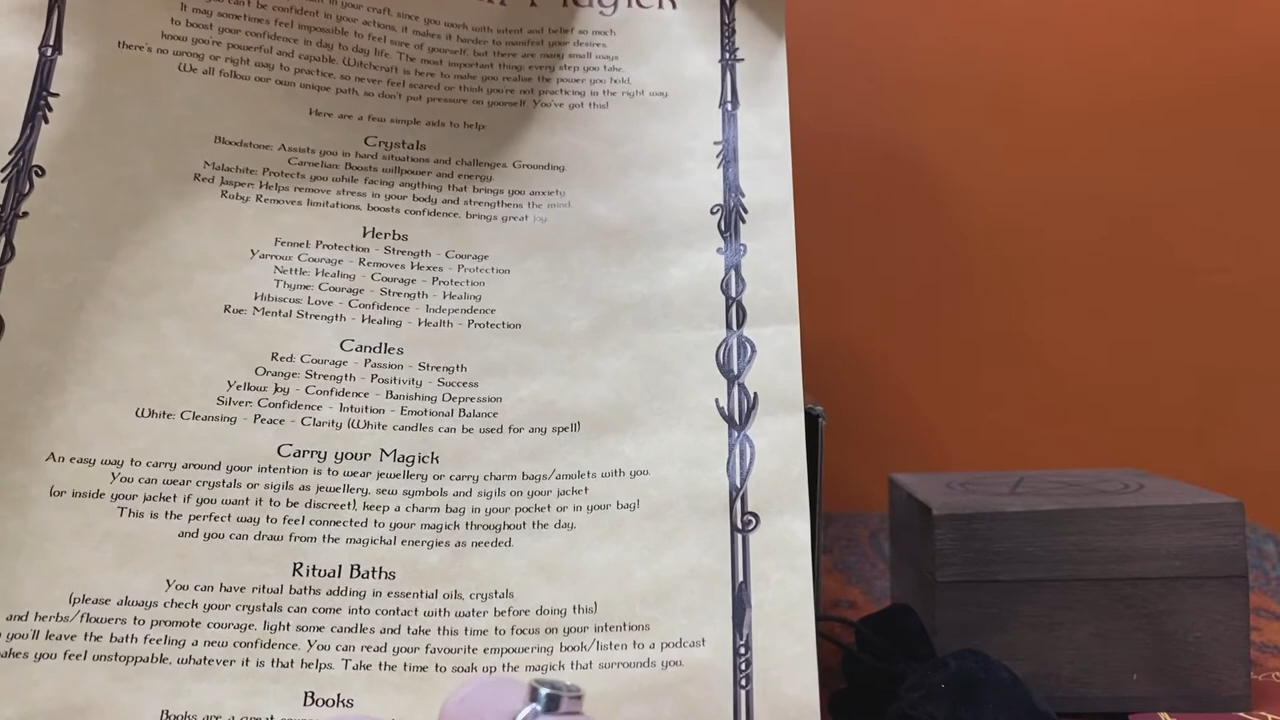 Magick
in your craft, since you work with intent and belief so much.
you can't be confident in your actions, it makes it harder to manifest your desires.
It may sometimes feel impossible to feel sure of yourself, but there are many small ways
to boost your confidence in day to day life. The most important thing: every step you take,
know you're powerful and capable. Witchcraft is here to make you realise the power you hold,
there's no wrong or right way to practice, so never feel scared or think you're not practicing in the right way.
We all follow our own unique path, so don't put pressure on yourself. You've got this!
Here are a few simple aids to help:
Crystals
Bloodstone: Assists you in hard situations and challenges. Grounding.
Carnelian: Boosts willpower and energy.
Malachite: Protects you while facing anything that brings you anxiety.
Red Jasper: Helps remove stress in your body and strengthens the mind.
Ruby: Removes limitations, boosts confidence, brings great joy.
Herbs
Fennel: Protection - Strength - Courage
Yarrow: Courage - Removes Hexes - Protection
Nettle: Healing - Courage - Protection
Thyme: Courage - Strength - Healing
Hibiscus: Love - Confidence - Independence
Rue: Mental Strength - Healing - Health - Protection
Candles
Red: Courage - Passion - Strength
Orange: Strength - Positivity - Success
Yellow: Joy - Confidence - Banishing Depression
Silver: Confidence - Intuition - Emotional Balance
White: Cleansing - Peace - Clarity (White candles can be used for any spell)
Carry your Magick
An easy way to carry around your intention is to wear jewellery or carry charm bags/amulets with you.
You can wear crystals or sigils as jewellery, sew symbols and sigils on your jacket
(or inside your jacket if you want it to be discreet), keep a charm bag in your pocket or in your bag!
This is the perfect way to feel connected to your magick throughout the day,
and you can draw from the magickal energies as needed.
Ritual Baths
You can have ritual baths adding in essential oils, crystals
(please always check your crystals can come into contact with water before doing this)
and herbs/flowers to promote courage, light some candles and take this time to focus on your intentions
you'll leave the bath feeling a new confidence. You can read your favourite empowering book/listen to a podcast
makes you feel unstoppable, whatever it is that helps. Take the time to soak up the magick that surrounds you.
Books
Books are a great